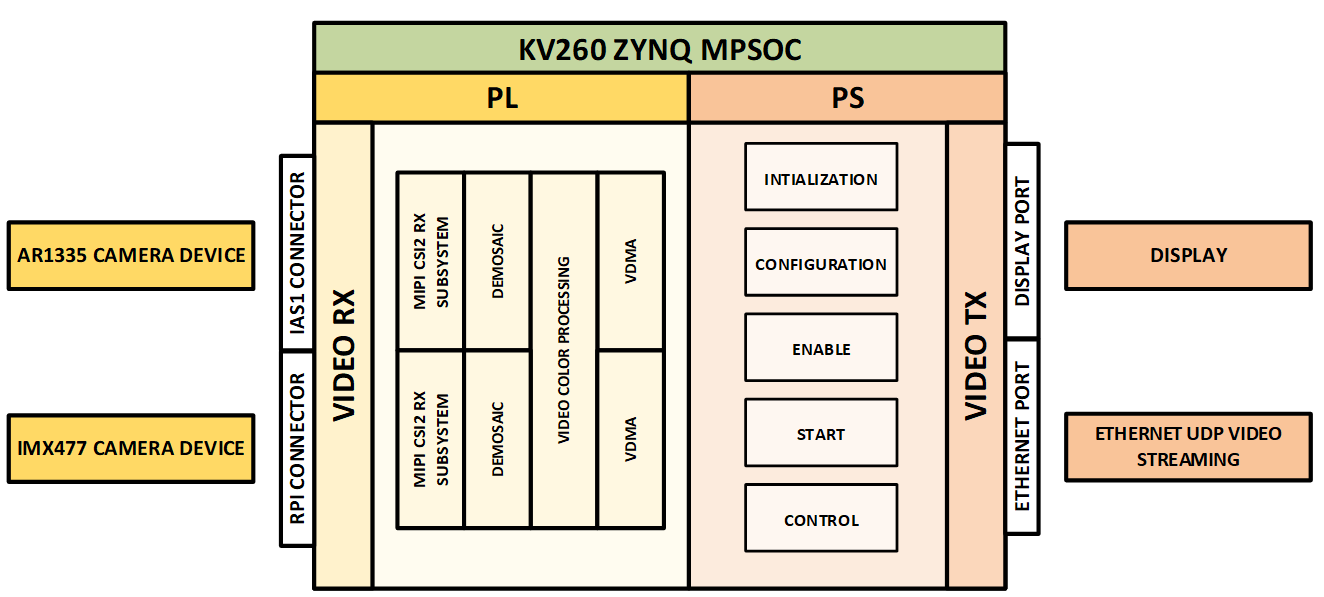 KV260 ZYNQ MPSOC
PL
PS
AR1335 CAMERA DEVICE
IMX477 CAMERA DEVICE
IAS1 CONNECTOR
RPI CONNECTOR
VIDEO RX
MIPI CSI2 RX
SUBSYSTEM
DEMOSAIC
MIPI CSI2 RX
SUBSYSTEM
DEMOSAIC
VIDEO COLOR PROCESSING
VDMA
VDMA
INTIALIZATION
CONFIGURATION
ENABLE
START
CONTROL
VIDEO TX
DISPLAY PORT
ETHERNET PORT
DISPLAY
ETHERNET UDP VIDEO
STREAMING